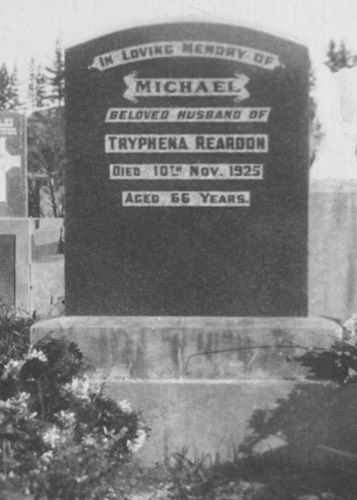 IN LOVING MEMORY OF
MICHAEL
BELOVED HUSBAND OF
TRYPHENA REARDON
DIED 10TH NOV. 1925
AGED 66 YEARS.